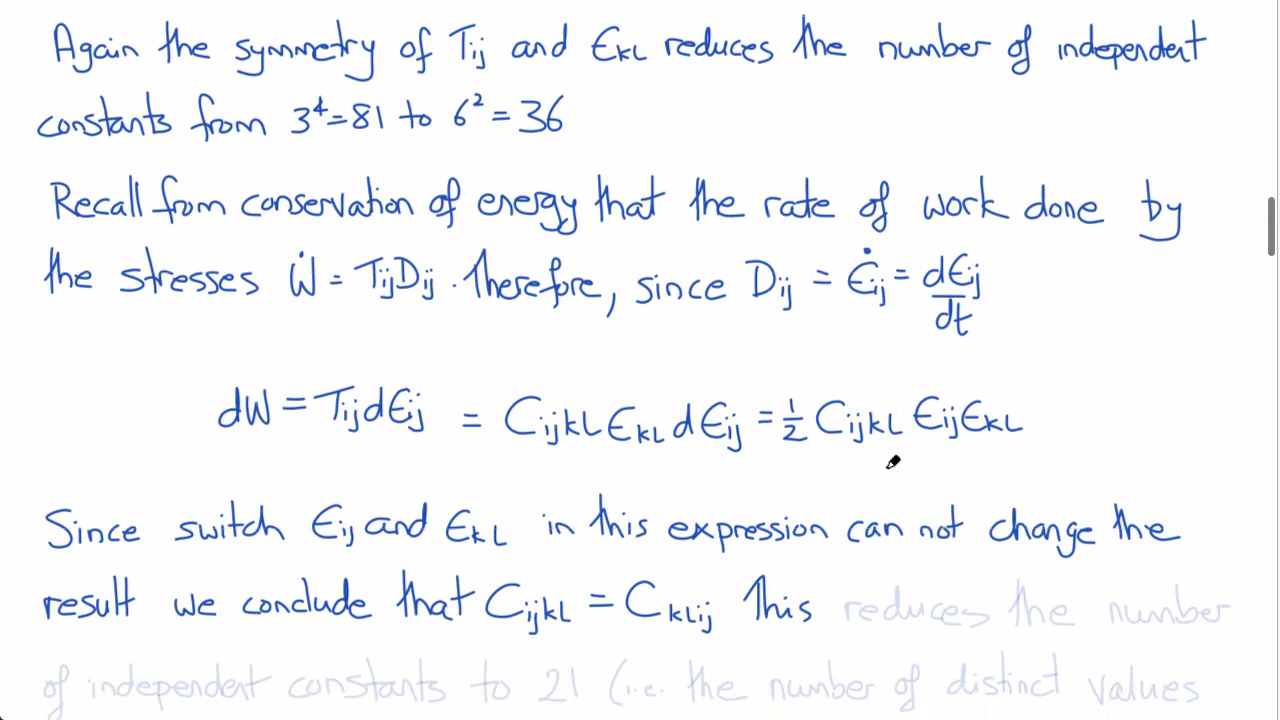 Again the symmetry of Tij and ϵKL reduces the number of independent
constants from 3⁴=81 to 6² = 36
Recall from conservation of energy that the rate of work done by
the stresses Ẇ = TijDij . Therefore, since Dij = ϵ̇ij = dϵij/dt
dW = Tijdϵij = CijkLϵkLdϵij = ½ CijkL ϵijϵkL
Since switch ϵij and ϵkL in this expression can not change the
result we conclude that CijkL = CkLij This reduces the number
of independent constants to 21 (i.e. the number of distinct values